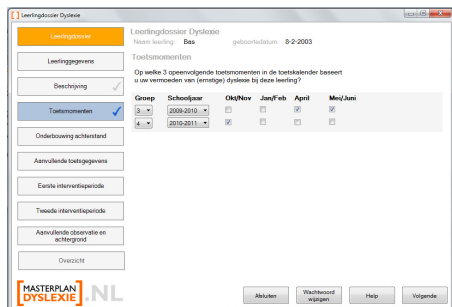 Leerlingdossier Dyslexie
Leerlingdossier
Leerlinggegevens
Beschrijving
Toetsmomenten
Onderbouwing achterstand
Aanvullende toetsgegevens
Eerste interventieperiode
Tweede interventieperiode
Aanvullende observatie en
achtergrond
Overzicht
MASTERPLAN
DYSLEXIE .NL
Leerlingdossier Dyslexie
Naam leerling: Bas geboortedatum: 8-2-2003
Toetsmomenten
Op welke 3 opeenvolgende toetsmomenten in de toetskalender baseert
u uw vermoeden van (ernstige) dyslexie bij deze leerling?
Groep Schooljaar Okt/Nov Jan/Feb April Mei/Juni
3 2009-2010
4 2010-2011
Afsluiten
Wachtwoord
wijzigen
Help
Volgende